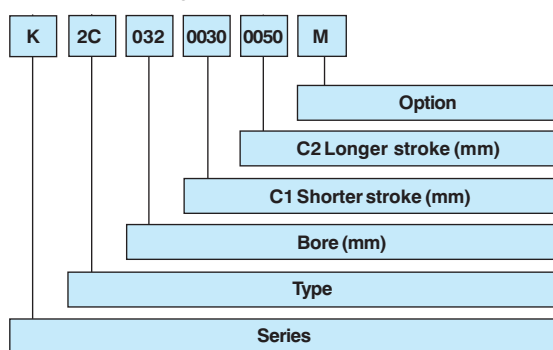 K 2C 032 0030 0050 M
Option
C2 Longer stroke (mm)
C1 Shorter stroke (mm)
Bore (mm)
Type
Series